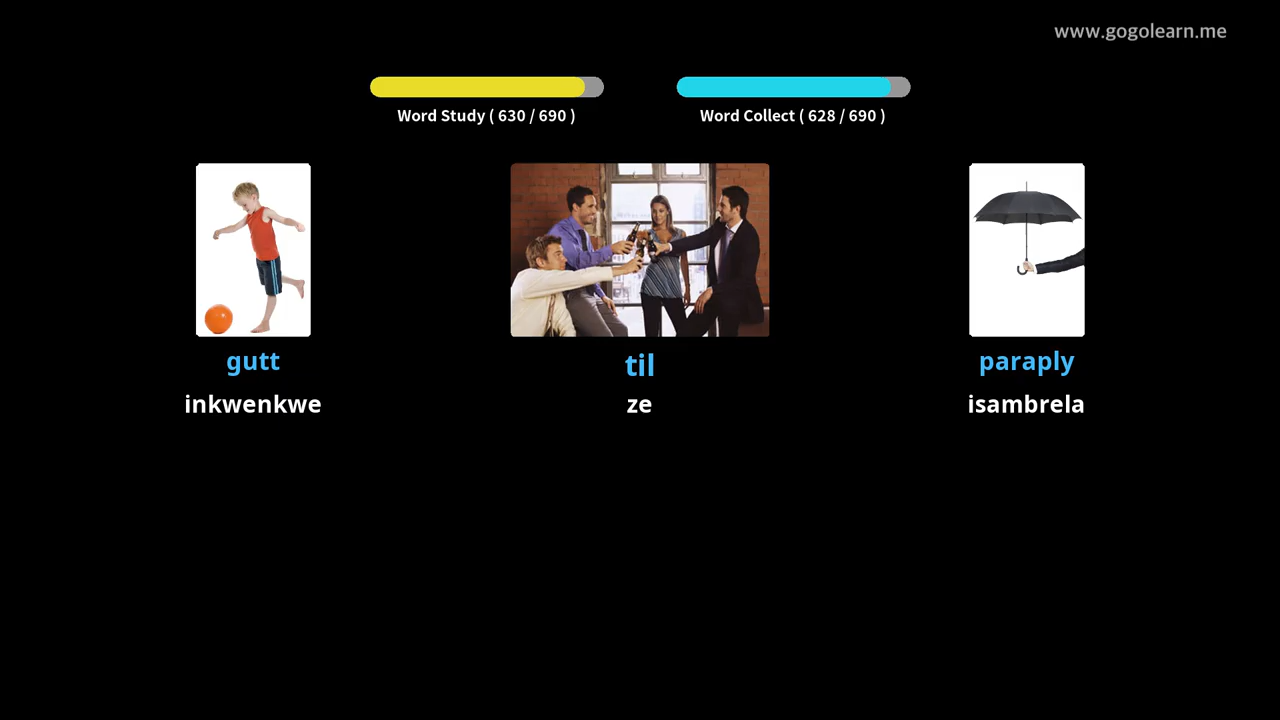 www.gogolearn.me
Word Study ( 630 / 690 )
Word Collect ( 628 / 690 )
gutt
til
paraply
inkwenkwe
ze
isambrela